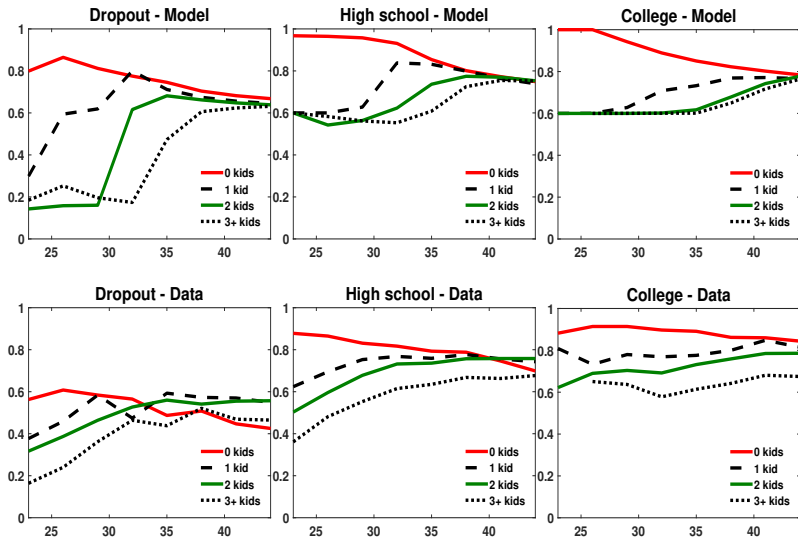 Dropout - Model
1
0.8
0.6
0.4
0.2
0
25 30 35 40
0 kids
1 kid
2 kids
3+ kids
High school - Model
1
0.8
0.6
0.4
0.2
0
25 30 35 40
0 kids
1 kid
2 kids
3+ kids
College - Model
1
0.8
0.6
0.4
0.2
0
25 30 35 40
0 kids
1 kid
2 kids
3+ kids
Dropout - Data
1
0.8
0.6
0.4
0.2
0
25 30 35 40
0 kids
1 kid
2 kids
3+ kids
High school - Data
1
0.8
0.6
0.4
0.2
0
25 30 35 40
0 kids
1 kid
2 kids
3+ kids
College - Data
1
0.8
0.6
0.4
0.2
0
25 30 35 40
0 kids
1 kid
2 kids
3+ kids